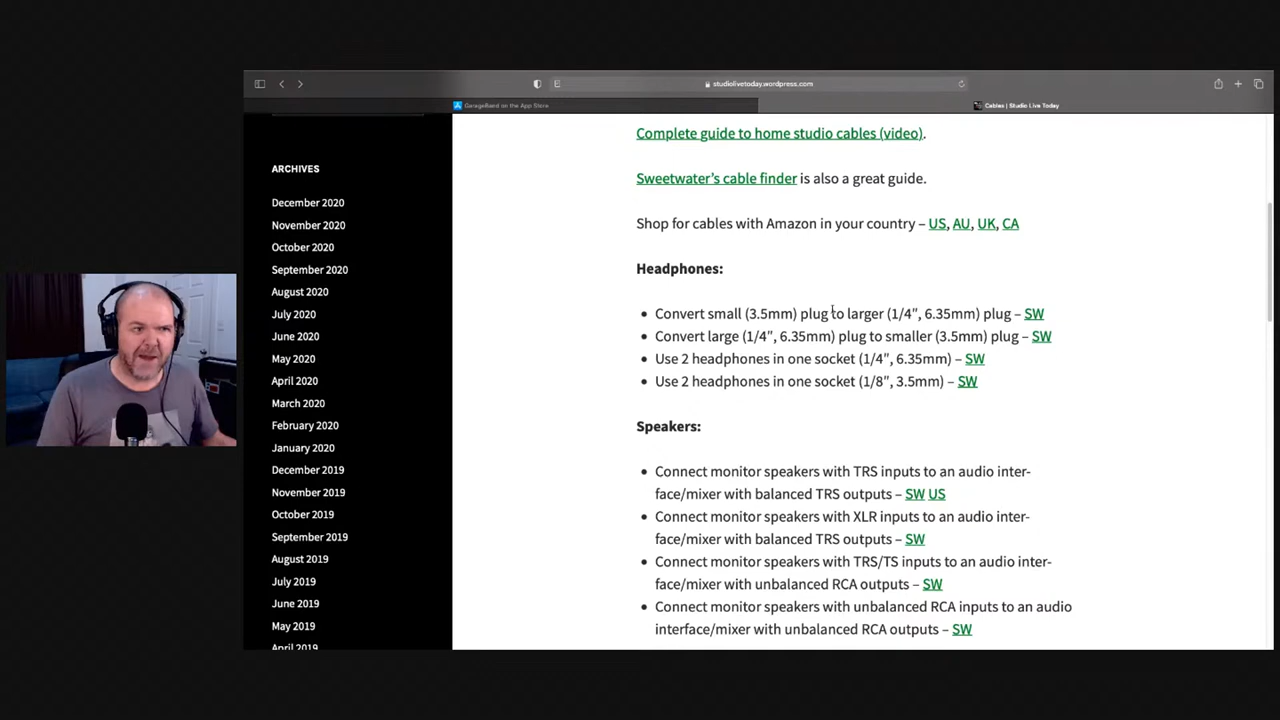 studiolivetoday.wordpress.com
GarageBand on the App Store
Cables | Studio Live Today
ARCHIVES
December 2020
November 2020
October 2020
September 2020
August 2020
July 2020
June 2020
May 2020
April 2020
March 2020
February 2020
January 2020
December 2019
November 2019
October 2019
September 2019
August 2019
July 2019
June 2019
May 2019
April 2019
Complete guide to home studio cables (video).
Sweetwater’s cable finder is also a great guide.
Shop for cables with Amazon in your country – US, AU, UK, CA
Headphones:
• Convert small (3.5mm) plug to larger (1/4″, 6.35mm) plug – SW
• Convert large (1/4″, 6.35mm) plug to smaller (3.5mm) plug – SW
• Use 2 headphones in one socket (1/4″, 6.35mm) – SW
• Use 2 headphones in one socket (1/8″, 3.5mm) – SW
Speakers:
• Connect monitor speakers with TRS inputs to an audio inter-
face/mixer with balanced TRS outputs – SW US
• Connect monitor speakers with XLR inputs to an audio inter-
face/mixer with balanced TRS outputs – SW
• Connect monitor speakers with TRS/TS inputs to an audio inter-
face/mixer with unbalanced RCA outputs – SW
• Connect monitor speakers with unbalanced RCA inputs to an audio
interface/mixer with unbalanced RCA outputs – SW